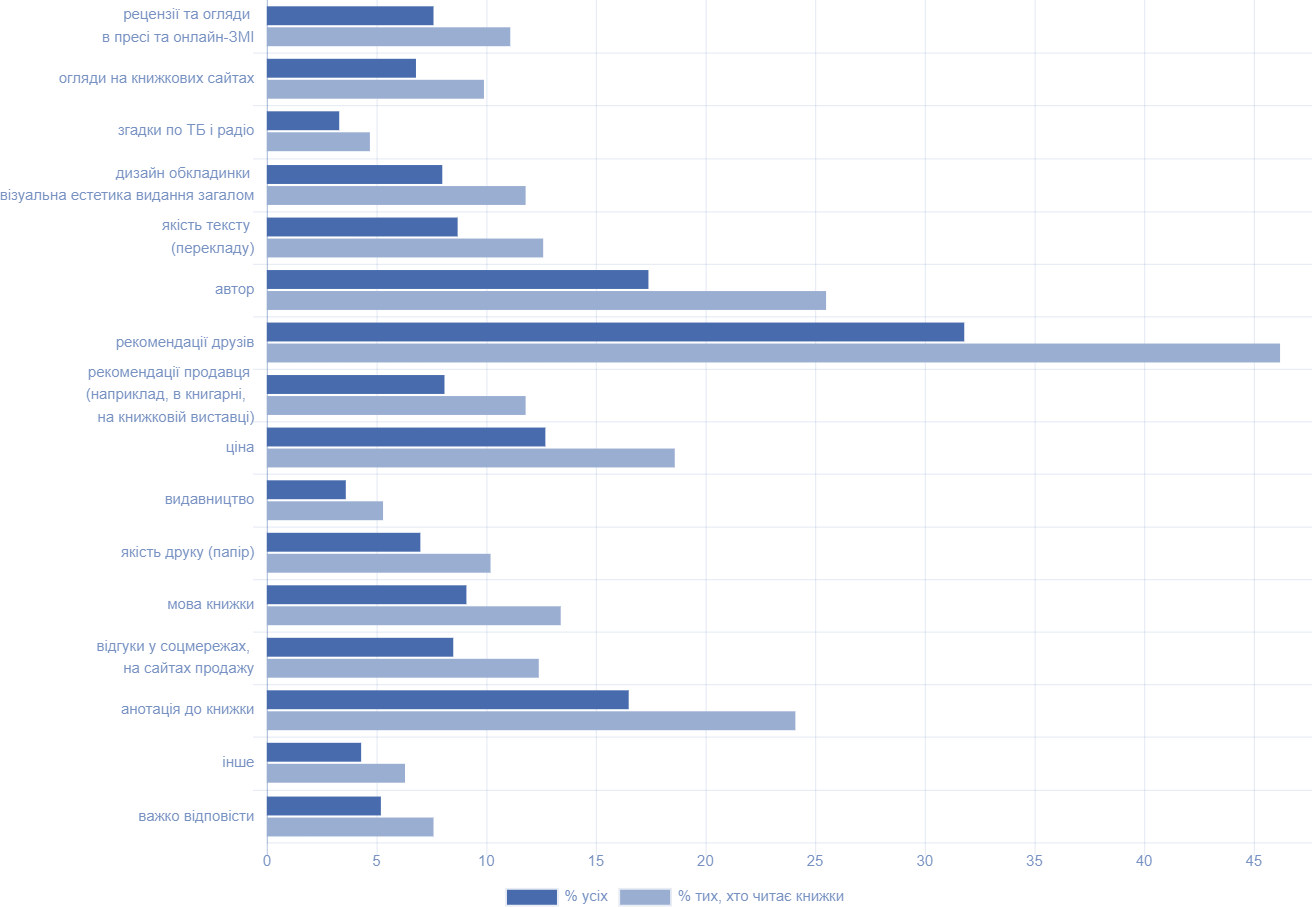 рецензії та огляди
в пресі та онлайн-ЗМІ
огляди на книжкових сайтах
згадки по ТБ і радіо
дизайн обкладинки
візуальна естетика видання загалом
якість тексту
(перекладу)
автор
рекомендації друзів
рекомендації продавця
(наприклад, в книгарні,
на книжковій виставці)
ціна
видавництво
якість друку (папір)
мова книжки
відгуки у соцмережах,
на сайтах продажу
анотація до книжки
інше
важко відповісти
0 5 10 15 20 25 30 35 40 45
% усіх % тих, хто читає книжки